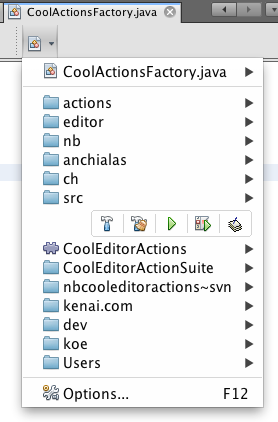 CoolActionsFactory.java
CoolActionsFactory.java
actions
editor
nb
anchialas
ch
src
CoolEditorActions
CoolEditorActionSuite
nbcooleditoractions~svn
kenai.com
dev
koe
Users
Options... F12